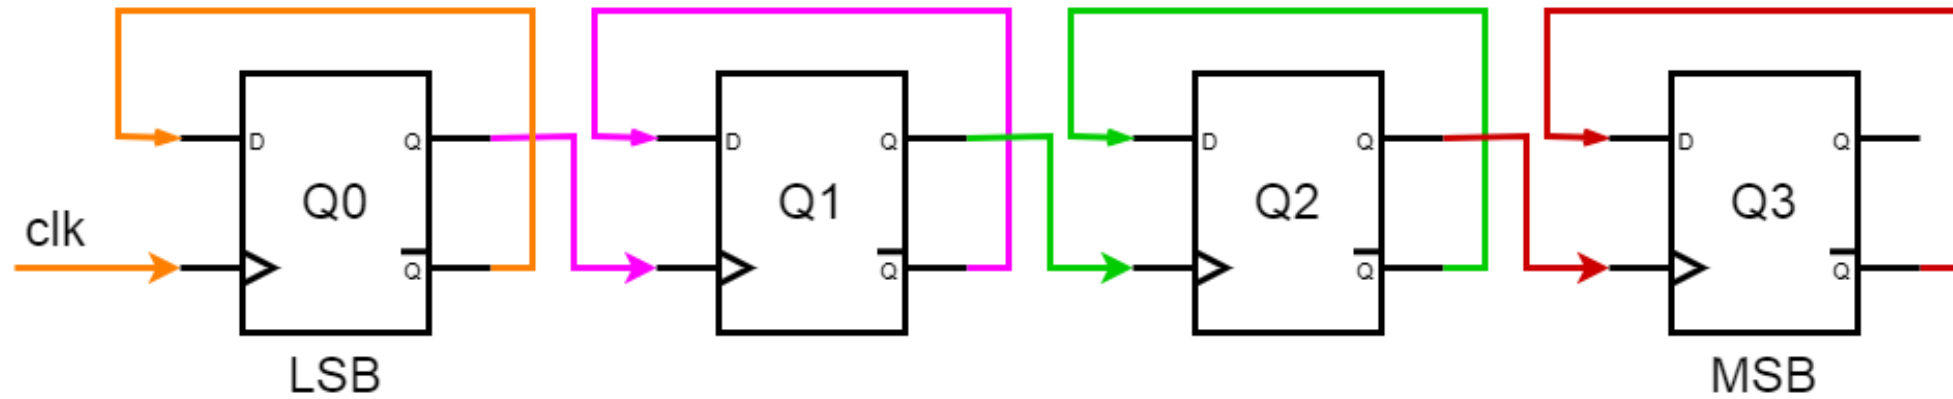 D Q D Q D Q D Q
Q0 Q1 Q2 Q3
clk
Q̅ Q̅ Q̅ Q̅
LSB MSB